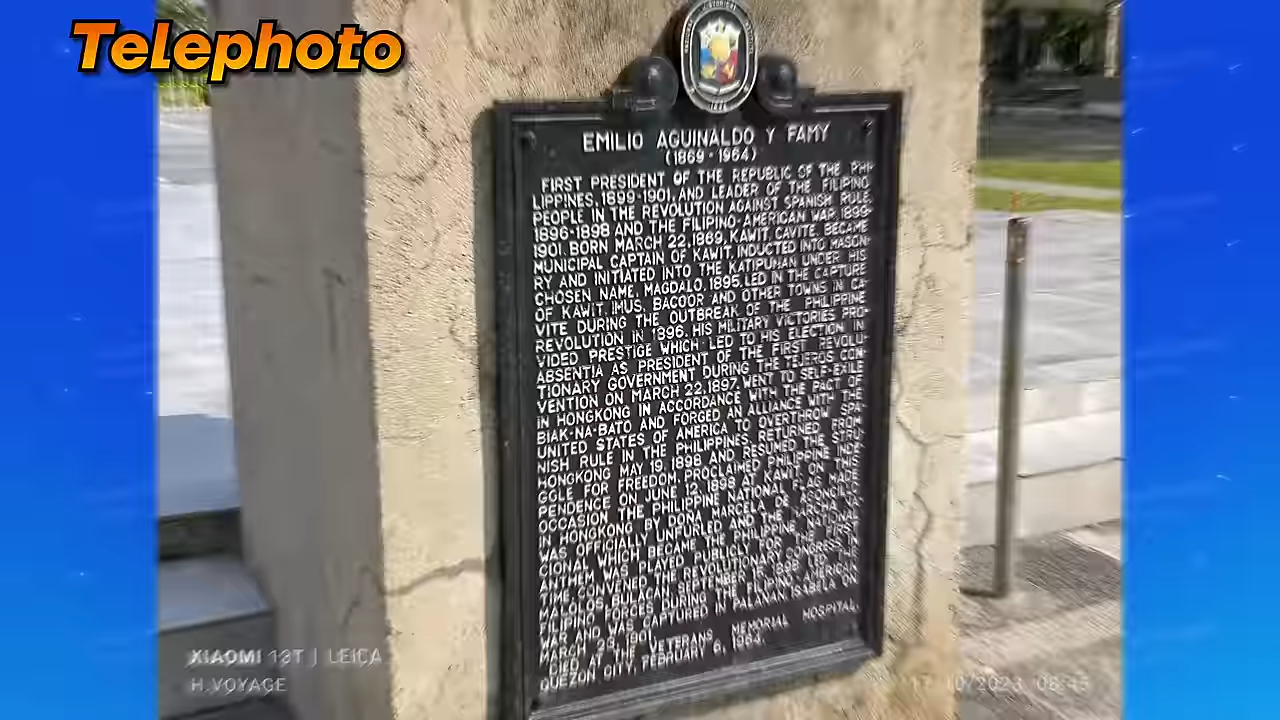 Telephoto
EMILIO AGUINALDO Y FAMY
(1869 - 1964)
FIRST PRESIDENT OF THE REPUBLIC OF THE PHI-
LIPPINES, 1899-1901, AND LEADER OF THE FILIPINO
PEOPLE IN THE REVOLUTION AGAINST SPANISH RULE,
1896-1898 AND THE FILIPINO-AMERICAN WAR, 1899-
1901. BORN MARCH 22, 1869, KAWIT, CAVITE. BECAME
MUNICIPAL CAPTAIN OF KAWIT, INDUCTED INTO MASON-
RY AND INITIATED INTO THE KATIPUNAN UNDER HIS
CHOSEN NAME, MAGDALO, 1895. LED IN THE CAPTURE
OF KAWIT, IMUS, BACOOR AND OTHER TOWNS IN CA-
VITE DURING THE OUTBREAK OF THE PHILIPPINE
REVOLUTION IN 1896. HIS MILITARY VICTORIES PRO-
VIDED PRESTIGE WHICH LED TO HIS ELECTION IN
ABSENTIA AS PRESIDENT OF THE FIRST REVOLU-
TIONARY GOVERNMENT DURING THE TEJEROS CON-
VENTION ON MARCH 22, 1897. WENT TO SELF-EXILE
IN HONGKONG IN ACCORDANCE WITH THE PACT OF
BIAK-NA-BATO AND FORGED AN ALLIANCE WITH THE
UNITED STATES OF AMERICA TO OVERTHROW SPA-
NISH RULE IN THE PHILIPPINES. RETURNED FROM
HONGKONG MAY 19, 1898 AND RESUMED THE STRU-
GGLE FOR FREEDOM. PROCLAIMED PHILIPPINE INDE-
PENDENCE ON JUNE 12, 1898 AT KAWIT. ON THIS
OCCASION THE PHILIPPINE NATIONAL FLAG MADE
IN HONGKONG BY DOÑA MARCELA DE AGONCILLO
WAS OFFICIALLY UNFURLED AND THE MARCHA NA-
CIONAL WHICH BECAME THE PHILIPPINE NATIONAL
ANTHEM WAS PLAYED PUBLICLY FOR THE FIRST
TIME. CONVENED THE REVOLUTIONARY CONGRESS IN
MALOLOS, BULACAN, SEPTEMBER 1898. LED THE
FILIPINO FORCES DURING THE FILIPINO AMERICAN
WAR AND WAS CAPTURED IN PALANAN ISABELA ON
MARCH 23, 1901.
DIED AT THE VETERANS MEMORIAL HOSPITAL,
QUEZON CITY, FEBRUARY 6,
XIAOMI 13T | LEICA
H.VOYAGE
17/10/2023 08:45